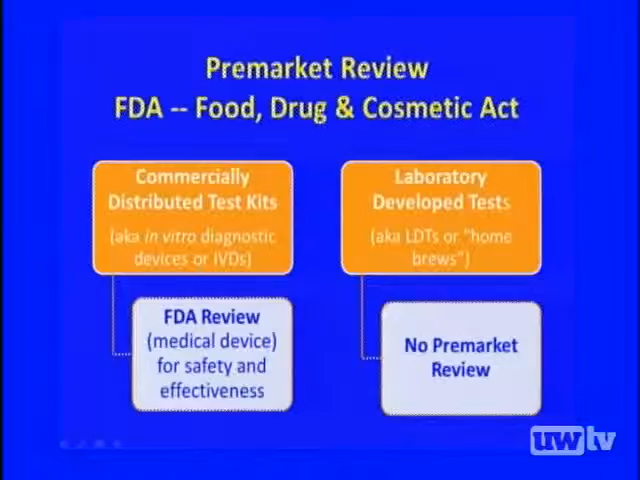 Premarket Review
FDA -- Food, Drug & Cosmetic Act
Commercially
Distributed Test Kits
(aka in vitro diagnostic
devices or IVDs)
Laboratory
Developed Tests
(aka LDTs or "home
brews")
FDA Review
(medical device)
for safety and
effectiveness
No Premarket
Review
uwtv